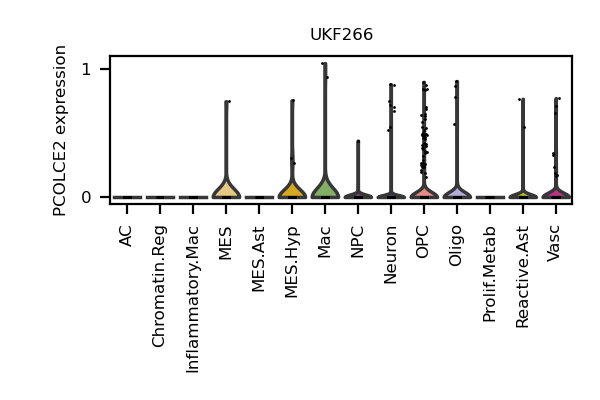 UKF266
PCOLCE2 expression
1
0
AC
Chromatin.Reg
Inflammatory.Mac
MES
MES.Ast
MES.Hyp
Mac
NPC
Neuron
OPC
Oligo
Prolif.Metab
Reactive.Ast
Vasc